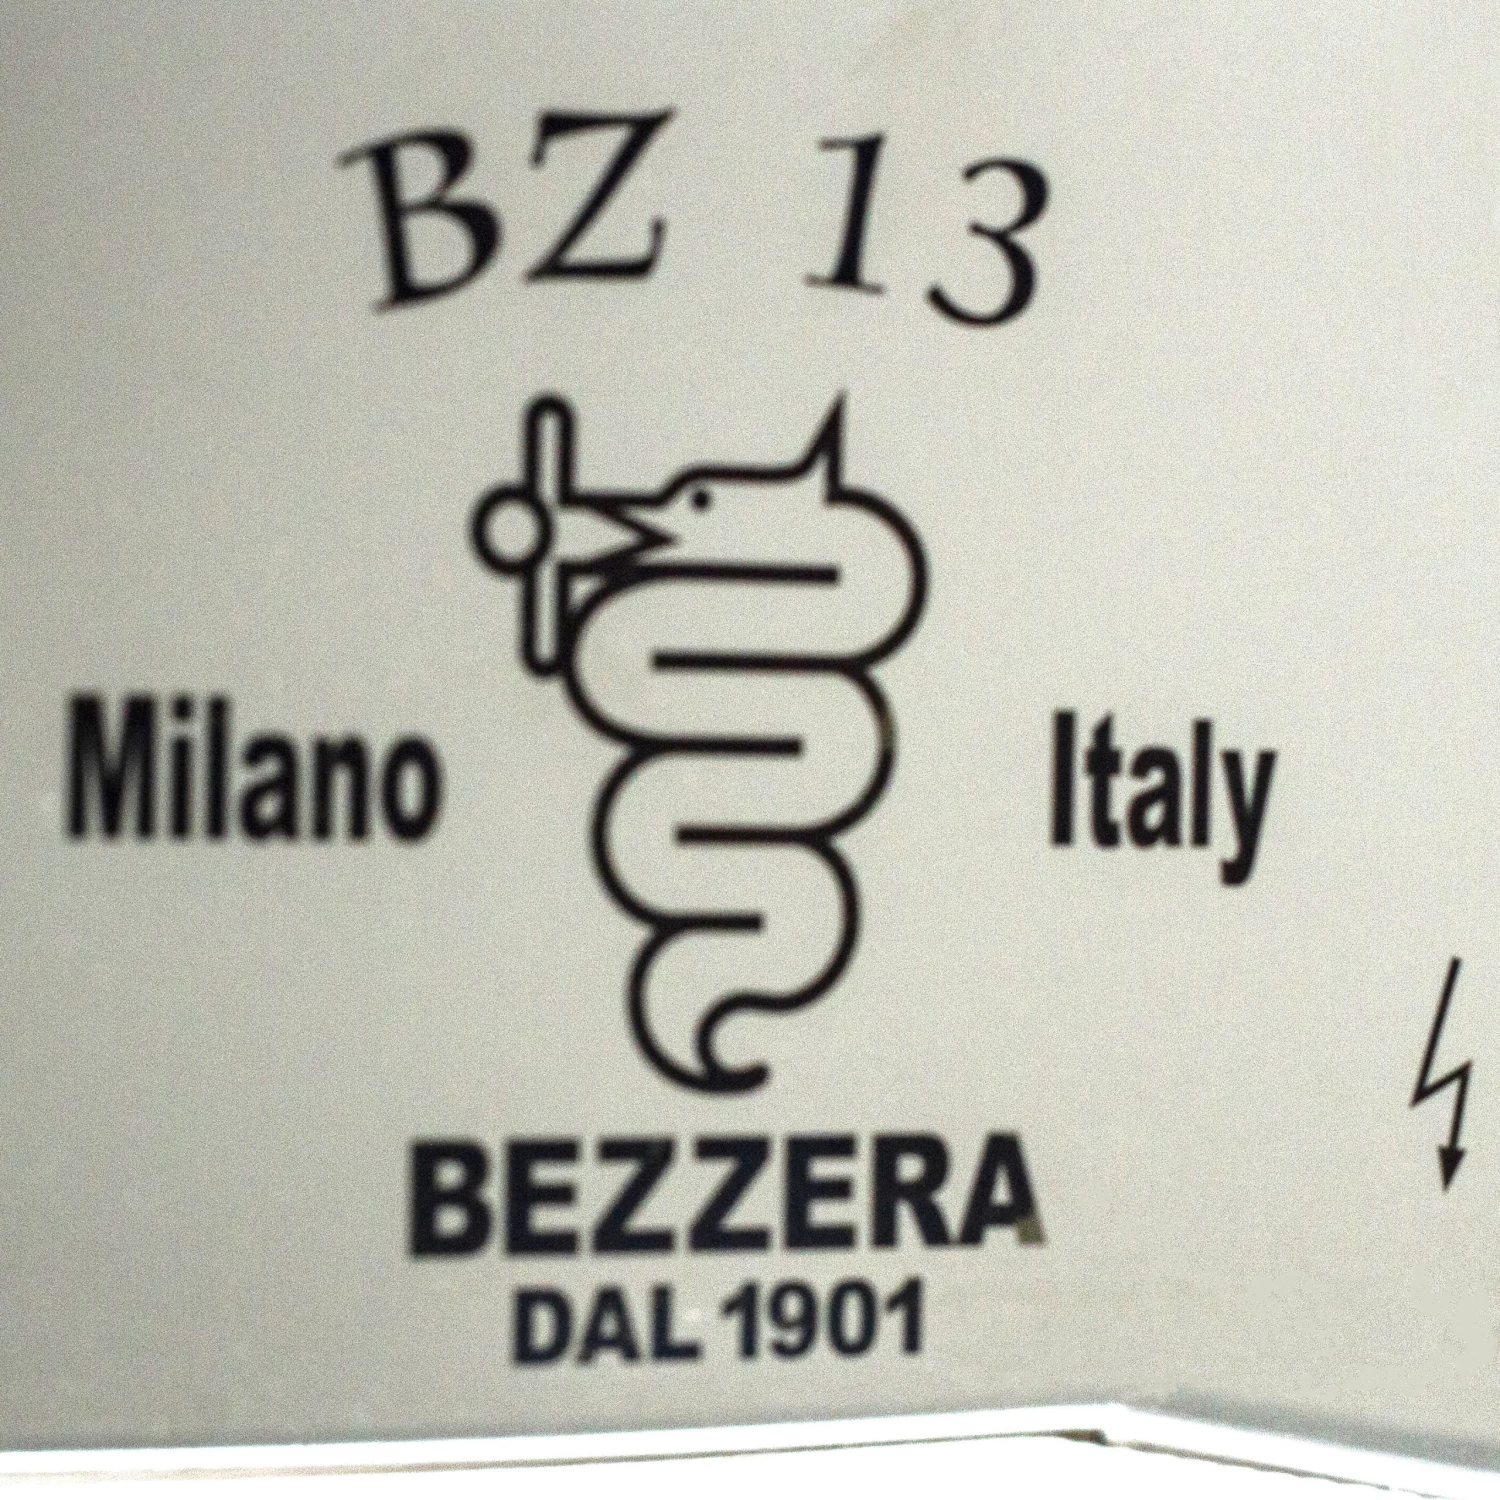 BZ 13
Milano Italy
BEZZERA
DAL 1901